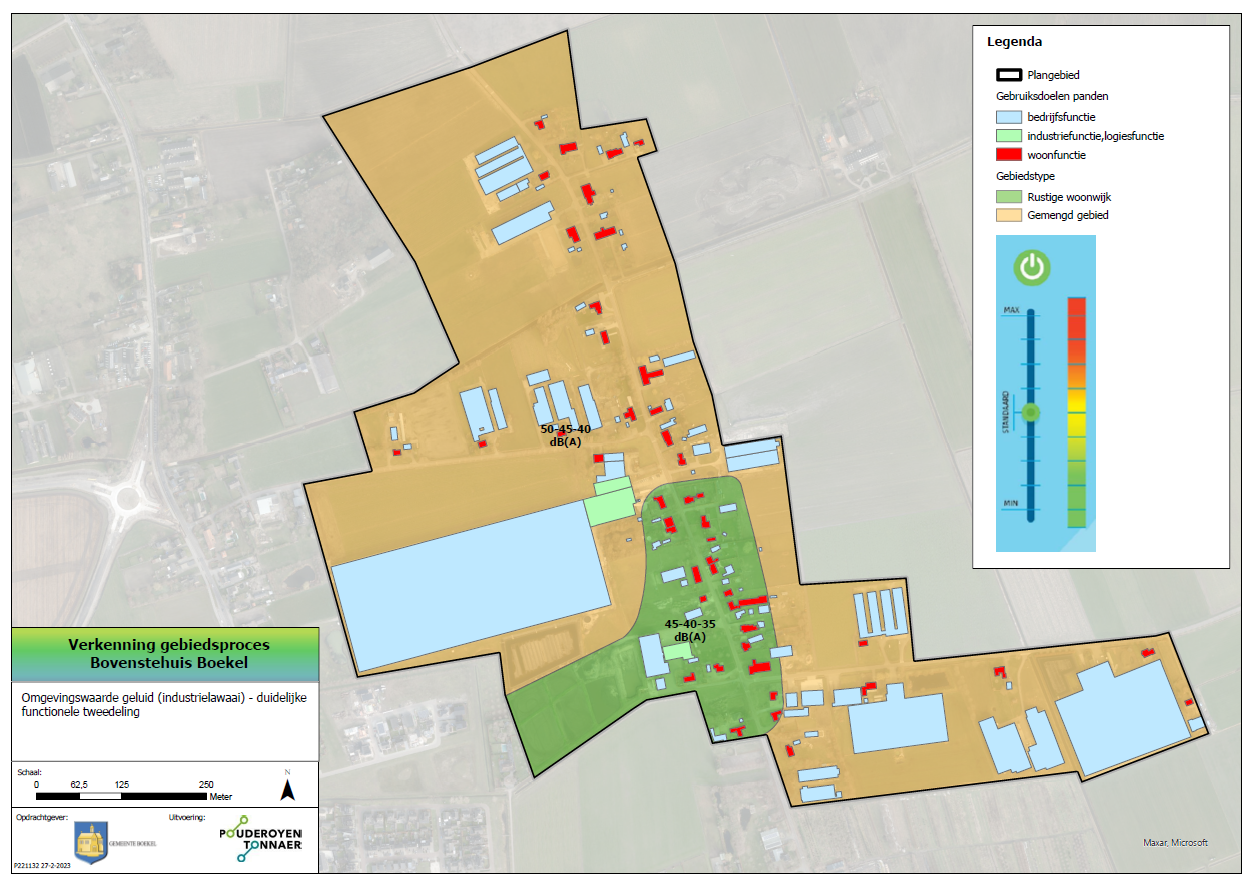 Legenda
Plangebied
Gebruiksdoelen panden
bedrijfsfunctie
industriefunctie,logiesfunctie
woonfunctie
Gebiedstype
Rustige woonwijk
Gemengd gebied
MAX
STANDAARD
MIN
50-45-40
dB(A)
45-40-35
dB(A)
Verkenning gebiedsproces
Bovenstehuis Boekel
Omgevingswaarde geluid (industrielawaai) - duidelijke
functionele tweedeling
Schaal:
0 62,5 125 250
Meter
N
Opdrachtgever:
Uitvoering:
GEMEENTE BOEKEL
POUDEROYEN
TONNAER
P221132 27-2-2023
Maxar, Microsoft